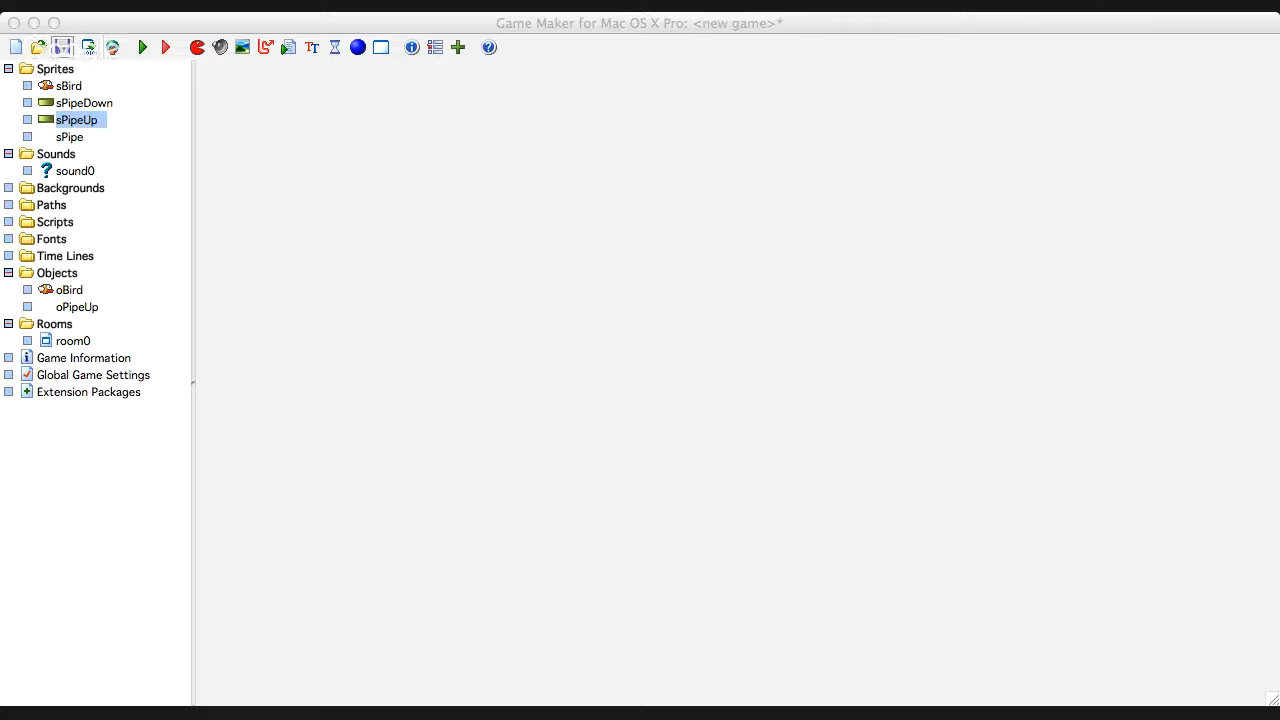 Game Maker for Mac OS X Pro: <new game>*
Sprites
sBird
sPipeDown
sPipeUp
sPipe
Sounds
sound0
Backgrounds
Paths
Scripts
Fonts
Time Lines
Objects
oBird
oPipeUp
Rooms
room0
Game Information
Global Game Settings
Extension Packages